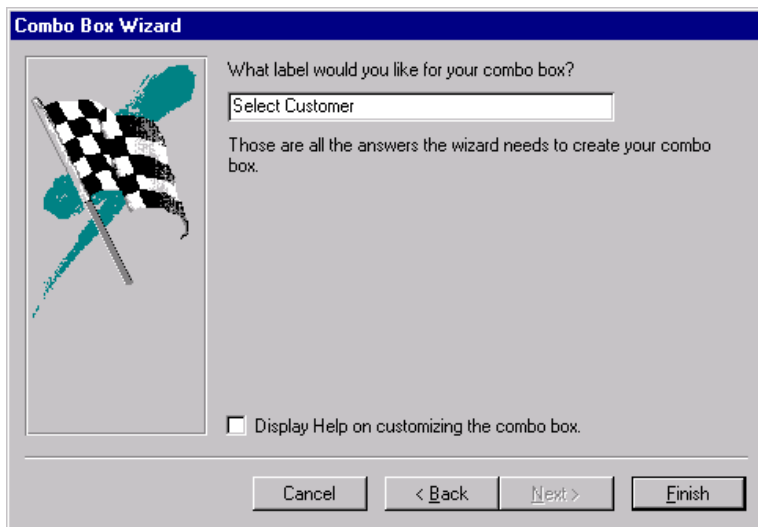 Combo Box Wizard
What label would you like for your combo box?
Select Customer
Those are all the answers the wizard needs to create your combo
box.
Display Help on customizing the combo box.
Cancel
< Back
Next >
Finish